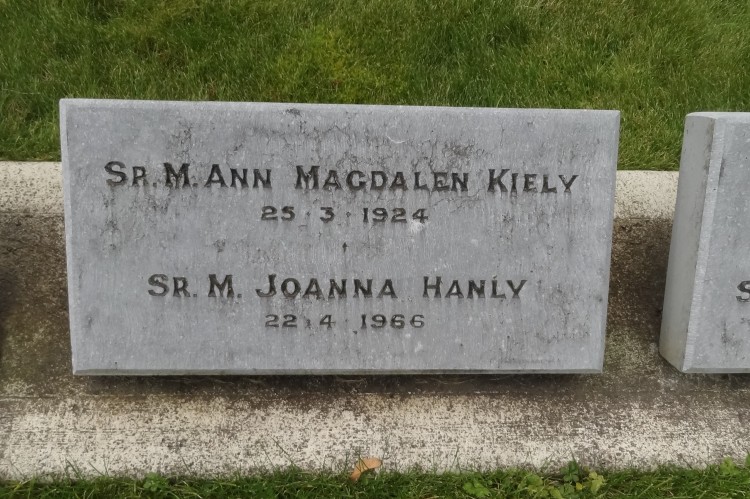 Sr. M. Ann Magdalen Kiely
25 · 3 · 1924
Sr. M. Joanna Hanly
22 · 4 · 1966